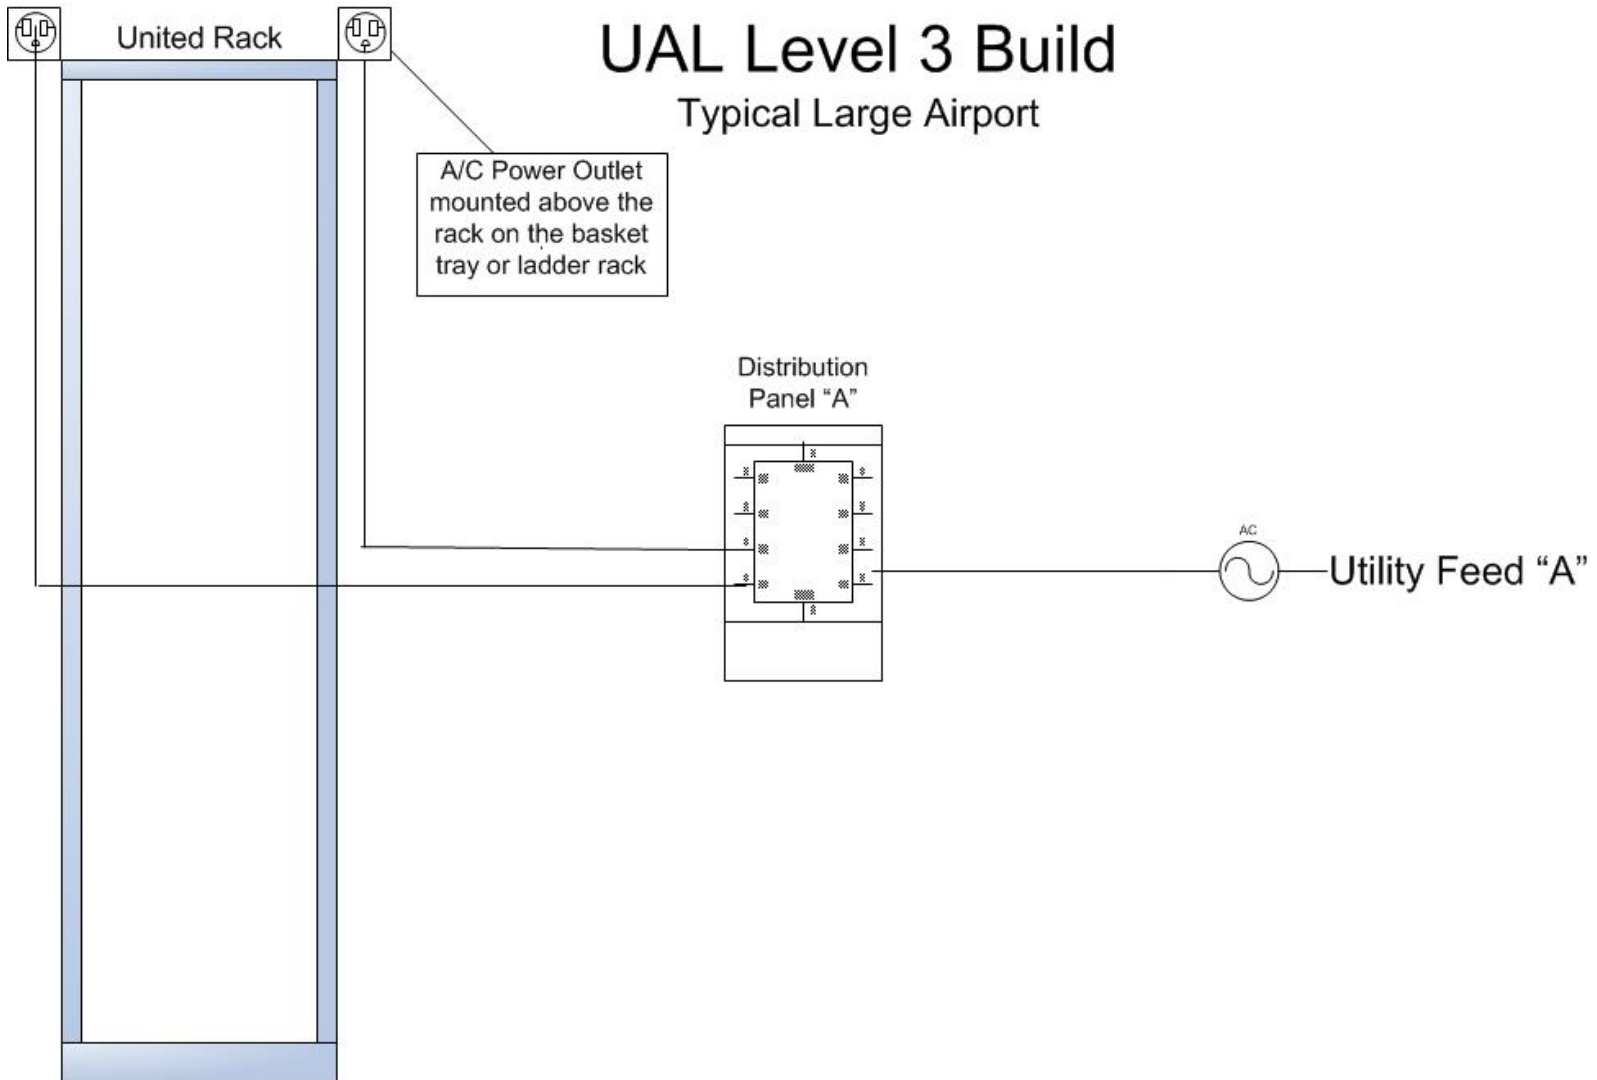 United Rack
UAL Level 3 Build
Typical Large Airport
A/C Power Outlet
mounted above the
rack on the basket
tray or ladder rack
Distribution
Panel “A”
AC
Utility Feed “A”